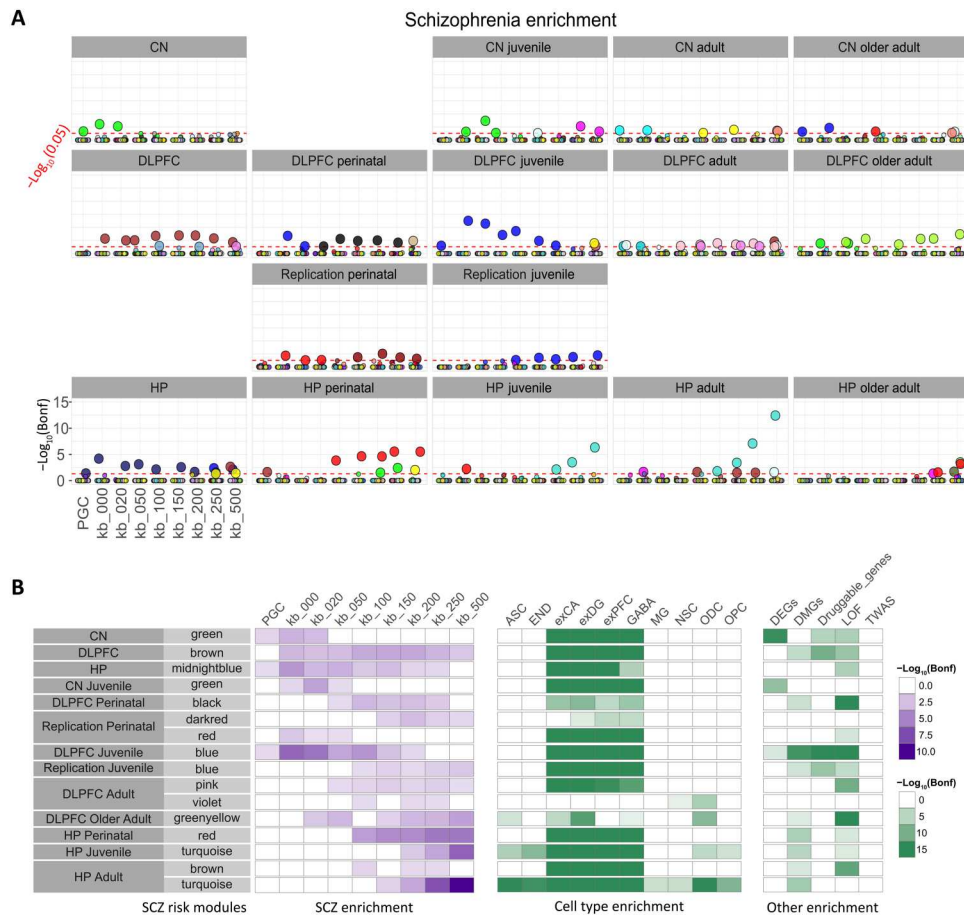 A
Schizophrenia enrichment
CN
CN juvenile
CN adult
CN older adult
−Log10(0.05)
DLPFC
DLPFC perinatal
DLPFC juvenile
DLPFC adult
DLPFC older adult
Replication perinatal
Replication juvenile
HP
HP perinatal
HP juvenile
HP adult
HP older adult
−Log10(Bonf)
15
10
5
0
PGC kb_000 kb_020 kb_050 kb_100 kb_150 kb_200 kb_250 kb_500
B
PGC kb_000 kb_020 kb_050 kb_100 kb_150 kb_200 kb_250 kb_500
ASC END exCA exDG exPFC GABA MG NSC ODC OPC
DEGs DMGs Druggable_genes LOF TWAS
CN green
DLPFC brown
HP midnightblue
CN Juvenile green
DLPFC Perinatal black
Replication Perinatal darkred
red
DLPFC Juvenile blue
Replication Juvenile blue
DLPFC Adult pink
violet
DLPFC Older Adult greenyellow
HP Perinatal red
HP Juvenile turquoise
HP Adult brown
turquoise
−Log10(Bonf)
0.0
2.5
5.0
7.5
10.0
−Log10(Bonf)
0
5
10
15
SCZ risk modules
SCZ enrichment
Cell type enrichment
Other enrichment